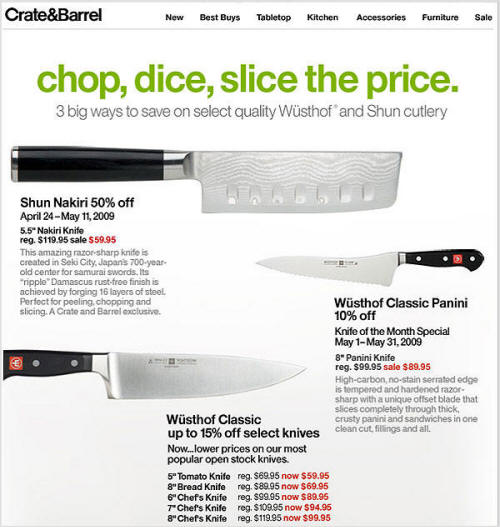 Crate&Barrel
New Best Buys Tabletop Kitchen Accessories Furniture Sale
chop, dice, slice the price.
3 big ways to save on select quality Wüsthof® and Shun cutlery
Shun Nakiri 50% off
April 24–May 11, 2009
5.5" Nakiri Knife
reg. $119.95 sale $59.95
This amazing razor-sharp knife is
created in Seki City, Japan's 700-year-
old center for samurai swords. Its
"ripple" Damascus rust-free finish is
achieved by forging 16 layers of steel.
Perfect for peeling, chopping and
slicing. A Crate and Barrel exclusive.
Wüsthof Classic Panini
10% off
Knife of the Month Special
May 1–May 31, 2009
8" Panini Knife
reg. $99.95 sale $89.95
High-carbon, no-stain serrated edge
is tempered and hardened razor-
sharp with a unique offset blade that
slices completely through thick,
crusty panini and sandwiches in one
clean cut, fillings and all.
Wüsthof Classic
up to 15% off select knives
Now...lower prices on our most
popular open stock knives.
5" Tomato Knife reg. $69.95 now $59.95
8" Bread Knife reg. $89.95 now $69.95
6" Chef's Knife reg. $99.95 now $89.95
7" Chef's Knife reg. $109.95 now $94.95
8" Chef's Knife reg. $119.95 now $99.95